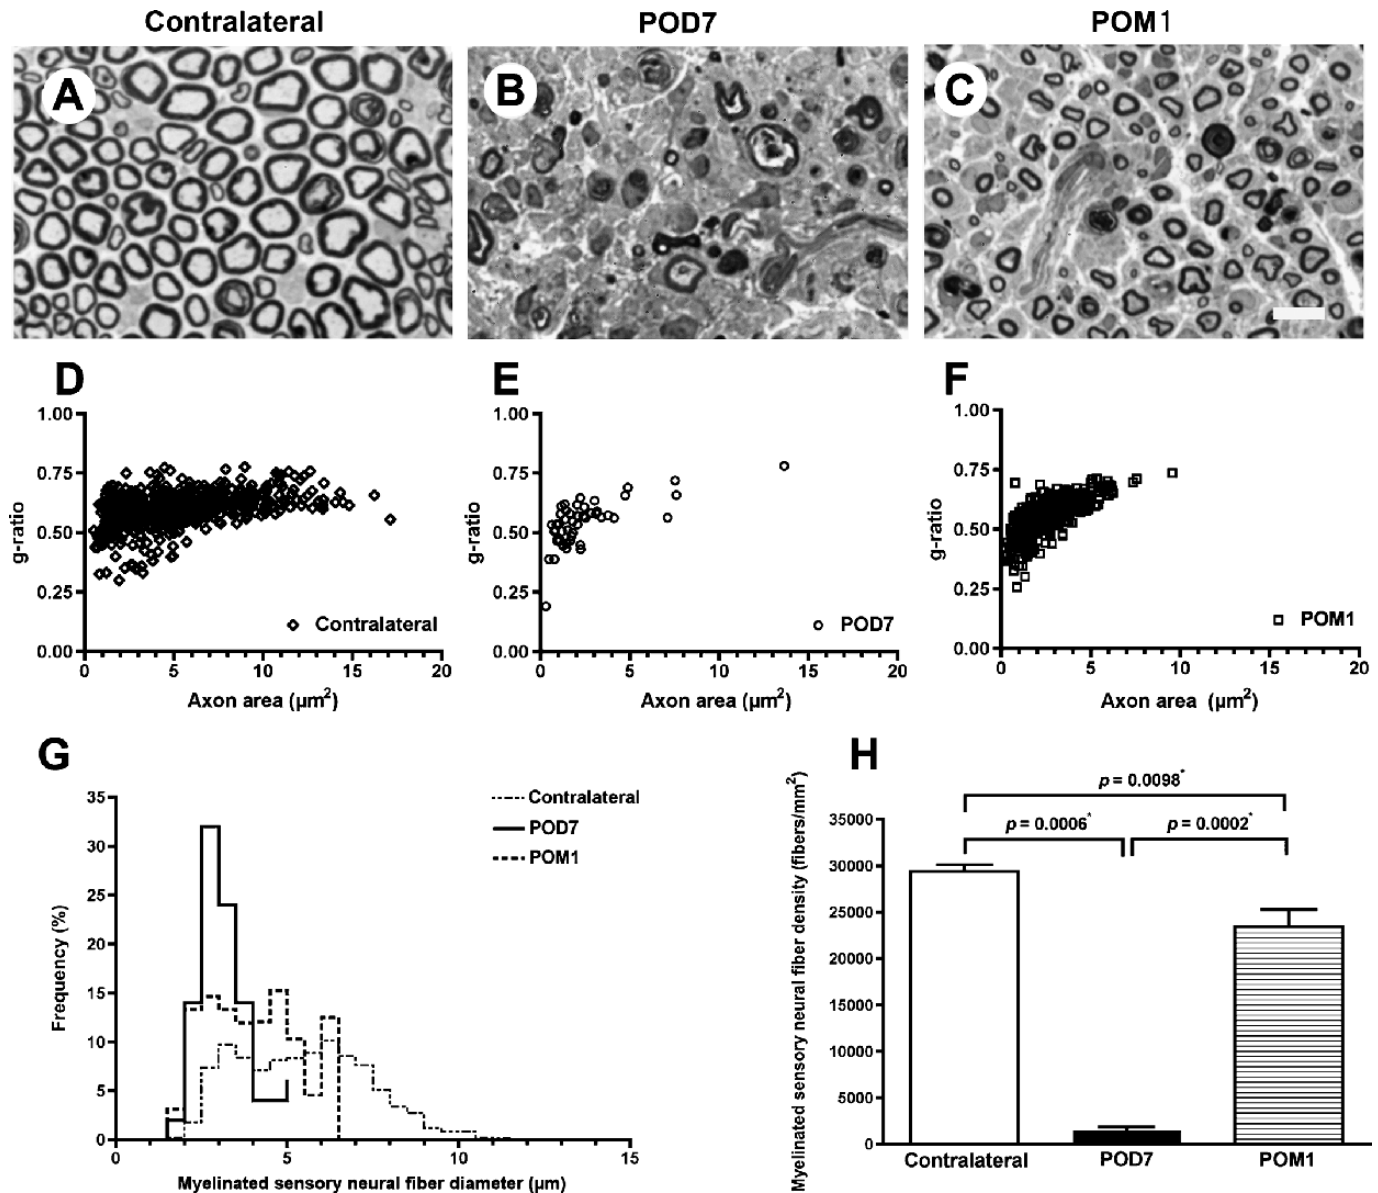 Contralateral
POD7
POM1
A
B
C
D
E
F
1.00
0.75
0.50
0.25
0.00
g-ratio
0
5
10
15
20
Axon area (µm²)
Contralateral
1.00
0.75
0.50
0.25
0.00
g-ratio
0
5
10
15
20
Axon area (µm²)
POD7
1.00
0.75
0.50
0.25
0.00
g-ratio
0
5
10
15
20
Axon area (µm²)
POM1
G
35
30
25
20
15
10
5
0
Frequency (%)
0
5
10
15
Myelinated sensory neural fiber diameter (µm)
Contralateral
POD7
POM1
H
Myelinated sensory neural fiber density (fibers/mm²)
35000
30000
25000
20000
15000
10000
5000
0
p = 0.0098*
p = 0.0006*
p = 0.0002*
Contralateral
POD7
POM1